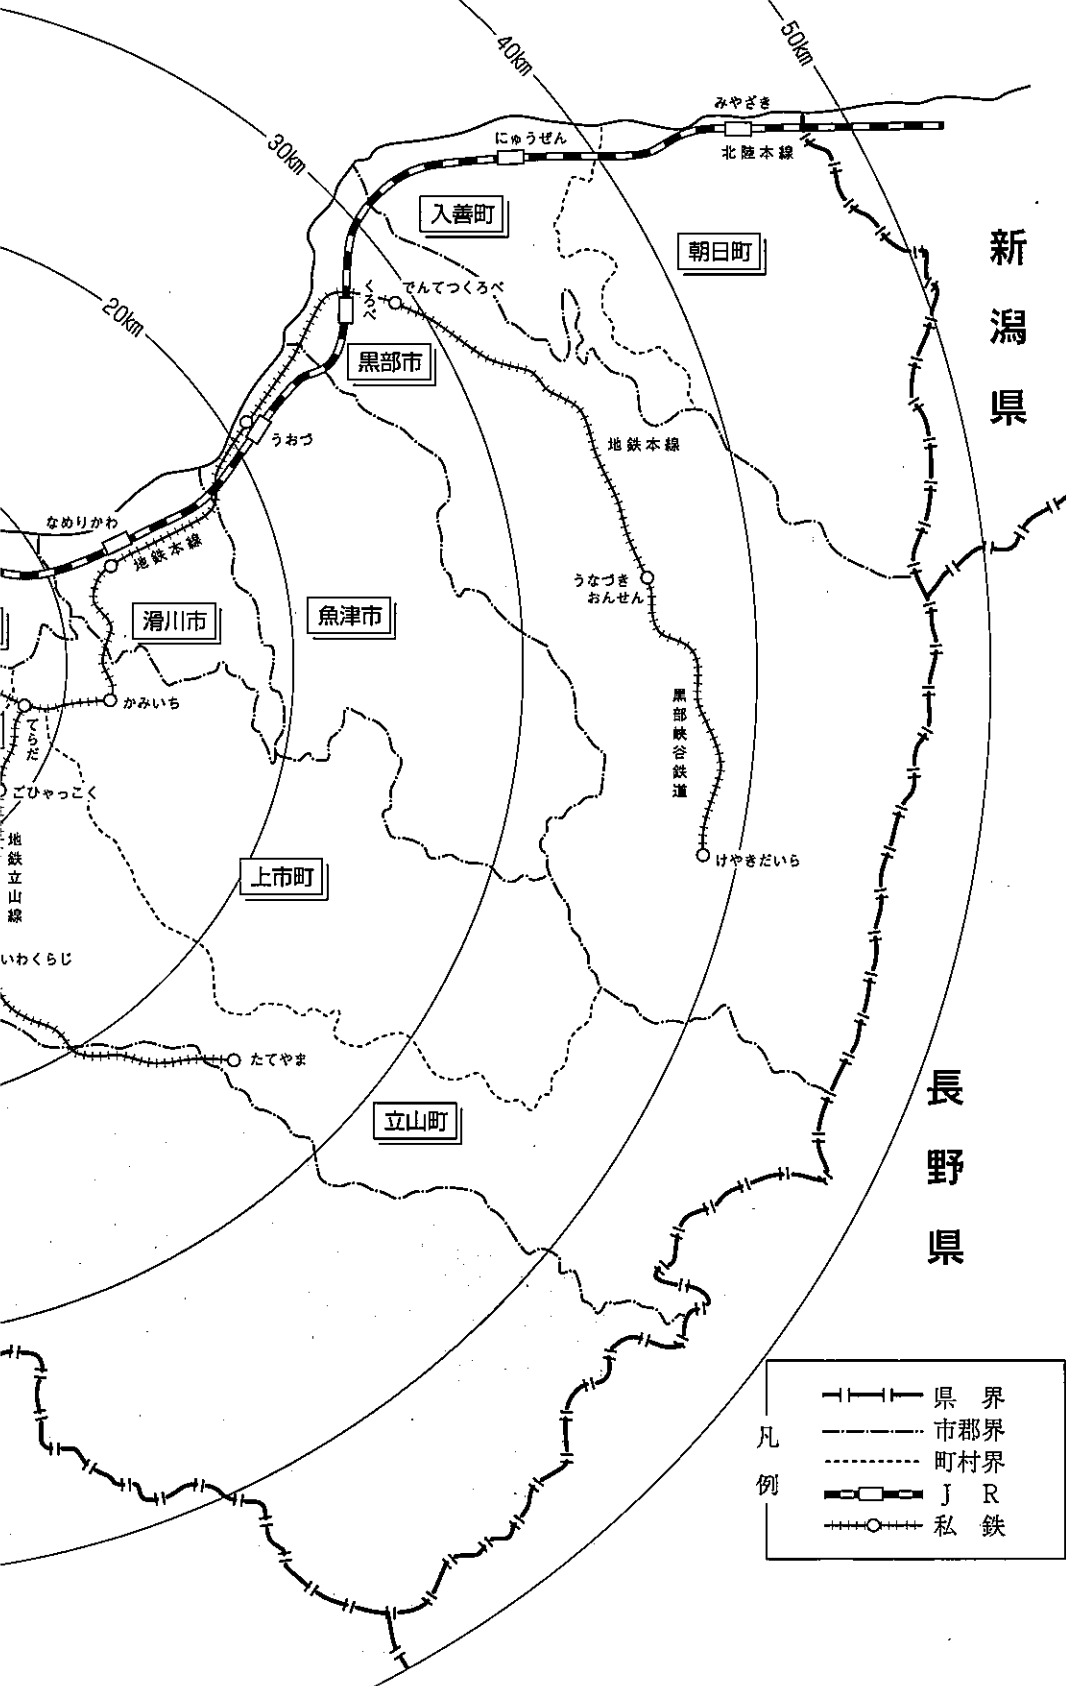 50km
40km
30km
20km
みやざき
にゅうぜん
北陸本線
入善町
朝日町
新潟県
くろべ
でんてつくろべ
黒部市
うおづ
地鉄本線
なめりかわ
地鉄本線
うなづき
おんせん
滑川市
魚津市
かみいち
てらだ
黒部峡谷鉄道
ごひゃっこく
地鉄立山線
けやきだいら
上市町
いわくらじ
たてやま
立山町
長野県
凡例
県 界
市郡界
町村界
J R
私 鉄